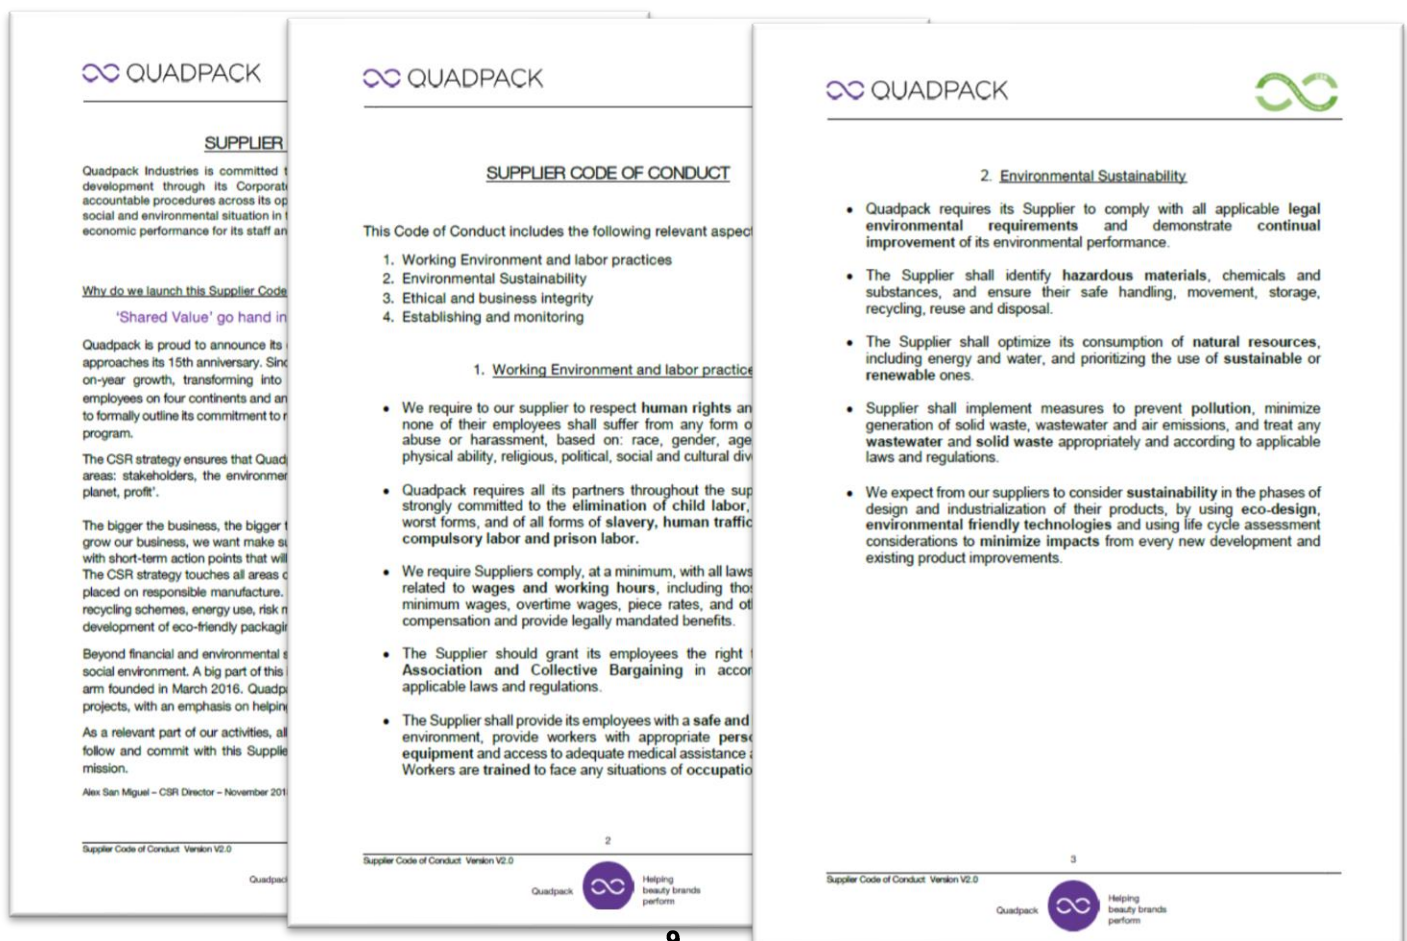 QUADPACK
SUPPLIER
Quadpack Industries is committed
development through its Corporat
accountable procedures across its op
social and environmental situation in
economic performance for its staff an
Why do we launch this Supplier Code
'Shared Value' go hand in
Quadpack is proud to announce its
approaches its 15th anniversary. Sinc
on-year growth, transforming into
employees on four continents and an
to formally outline its commitment to r
program.
The CSR strategy ensures that Quad
areas: stakeholders, the environmer
planet, profit'.
The bigger the business, the bigger
grow our business, we want make su
with short-term action points that will
The CSR strategy touches all areas o
placed on responsible manufacture.
recycling schemes, energy use, risk m
development of eco-friendly packagin
Beyond financial and environmental s
social environment. A big part of this
arm founded in March 2016. Quadp
projects, with an emphasis on helping
As a relevant part of our activities, al
follow and commit with this Supplie
mission.
Alex San Miguel – CSR Director – November 201
Supplier Code of Conduct Version V2.0
Quadpac
QUADPACK
SUPPLIER CODE OF CONDUCT
This Code of Conduct includes the following relevant aspec
1. Working Environment and labor practices
2. Environmental Sustainability
3. Ethical and business integrity
4. Establishing and monitoring
1. Working Environment and labor practice
• We require to our supplier to respect human rights an
none of their employees shall suffer from any form o
abuse or harassment, based on: race, gender, age
physical ability, religious, political, social and cultural div
• Quadpack requires all its partners throughout the sup
strongly committed to the elimination of child labor,
worst forms, and of all forms of slavery, human traffic
compulsory labor and prison labor.
• We require Suppliers comply, at a minimum, with all laws
related to wages and working hours, including thos
minimum wages, overtime wages, piece rates, and ot
compensation and provide legally mandated benefits.
• The Supplier should grant its employees the right
Association and Collective Bargaining in accor
applicable laws and regulations.
• The Supplier shall provide its employees with a safe and
environment, provide workers with appropriate pers
equipment and access to adequate medical assistance
Workers are trained to face any situations of occupatio
2
Supplier Code of Conduct Version V2.0
Quadpack
Helping
beauty brands
perform
QUADPACK
2. Environmental Sustainability
• Quadpack requires its Supplier to comply with all applicable legal
environmental requirements and demonstrate continual
improvement of its environmental performance.
• The Supplier shall identify hazardous materials, chemicals and
substances, and ensure their safe handling, movement, storage,
recycling, reuse and disposal.
• The Supplier shall optimize its consumption of natural resources,
including energy and water, and prioritizing the use of sustainable or
renewable ones.
• Supplier shall implement measures to prevent pollution, minimize
generation of solid waste, wastewater and air emissions, and treat any
wastewater and solid waste appropriately and according to applicable
laws and regulations.
• We expect from our suppliers to consider sustainability in the phases of
design and industrialization of their products, by using eco-design,
environmental friendly technologies and using life cycle assessment
considerations to minimize impacts from every new development and
existing product improvements.
3
Supplier Code of Conduct Version V2.0
Quadpack
Helping
beauty brands
perform
9